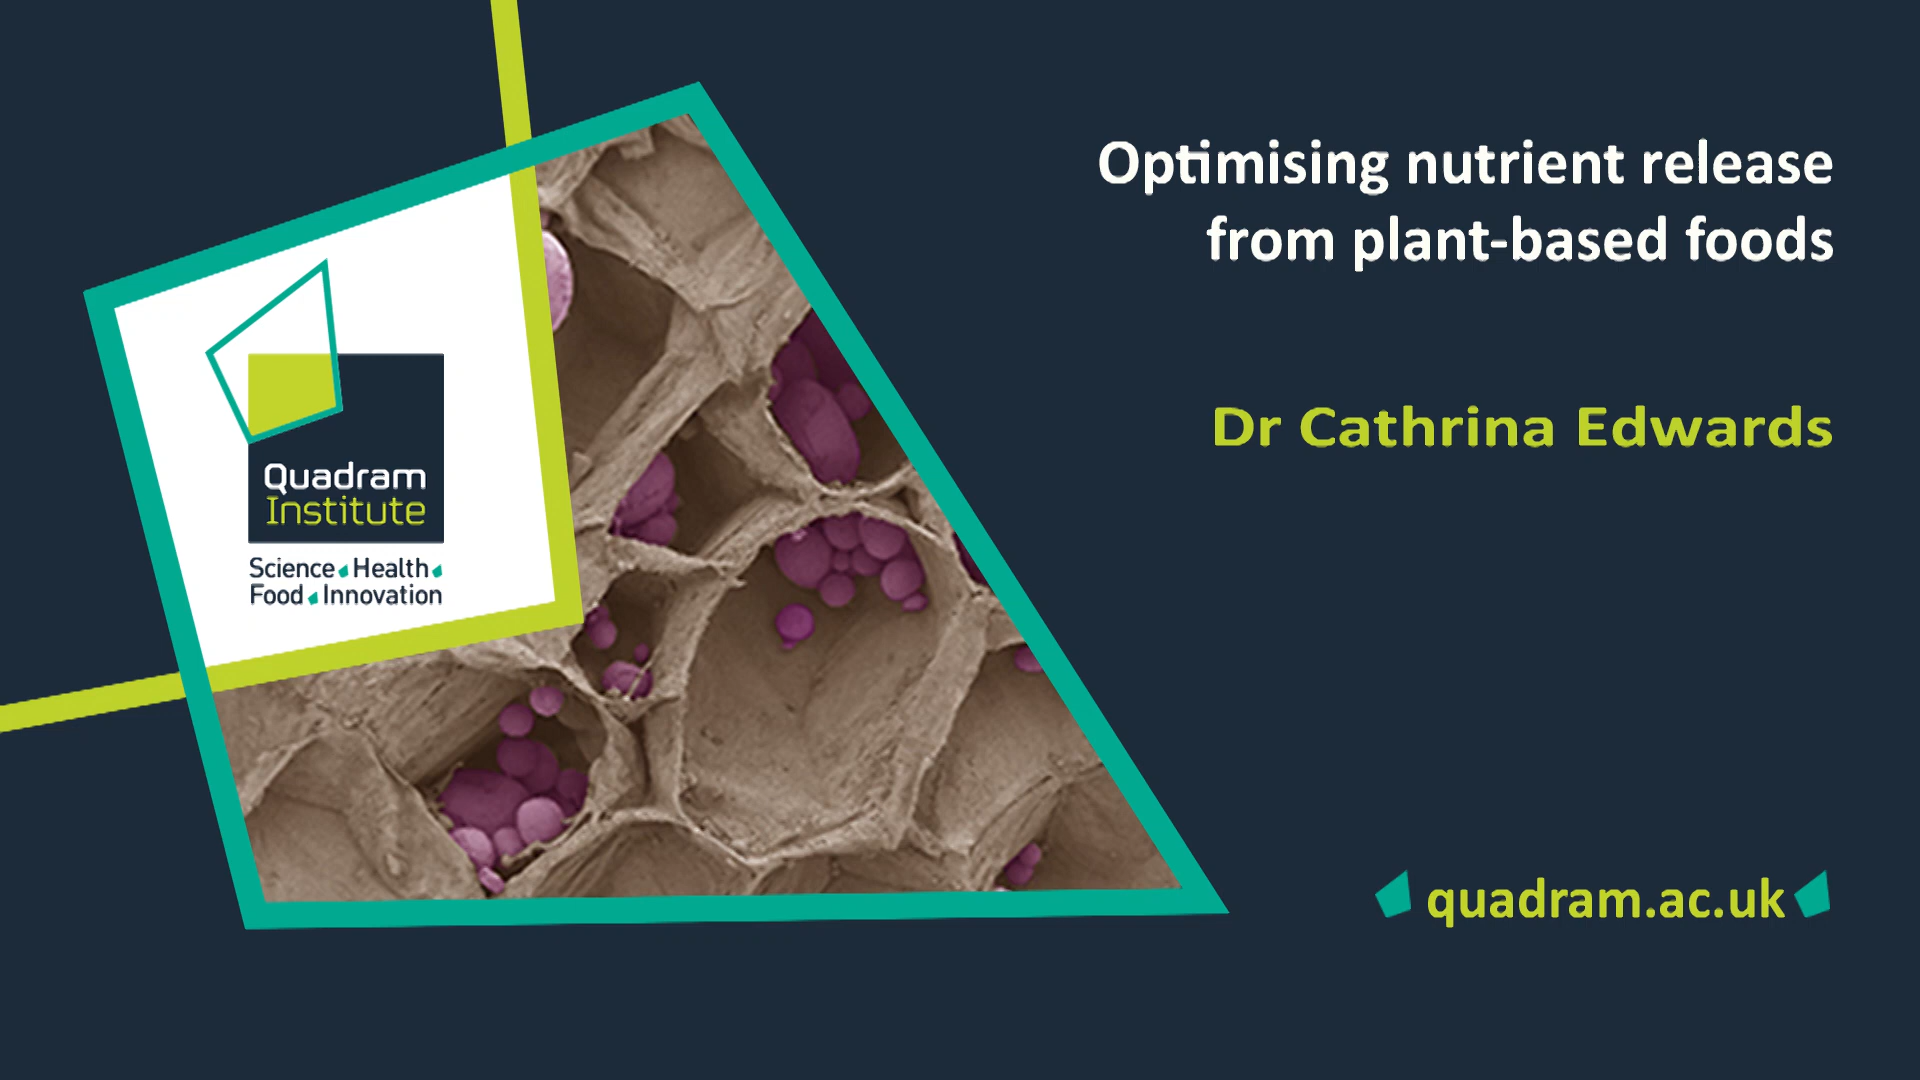 Optimising nutrient release
from plant-based foods
Dr Cathrina Edwards
Quadram
Institute
Science Health
Food Innovation
quadram.ac.uk